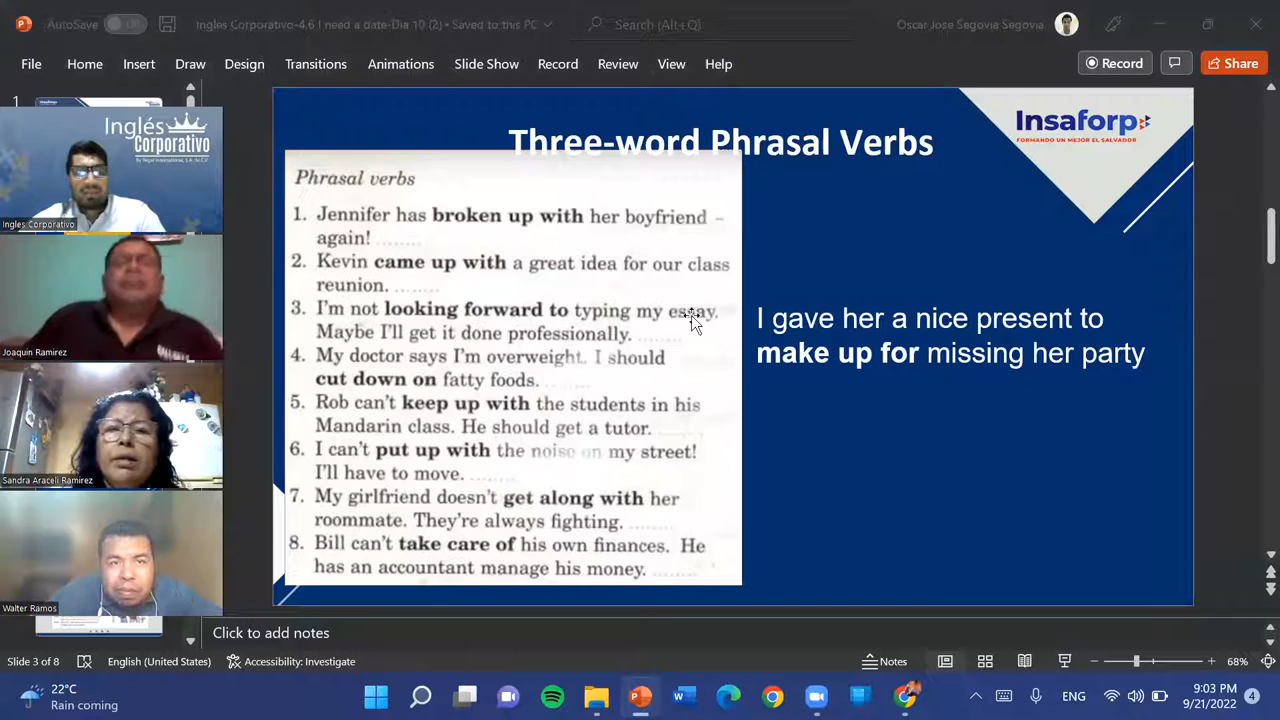 AutoSave Off Ingles Corporativo-4.6 I need a date-Dia 10 (2) • Saved to this PC Search (Alt+Q) Oscar Jose Segovia Segovia
File Home Insert Draw Design Transitions Animations Slide Show Record Review View Help Record Share
1
Inglés
Corporativo
Ingles Corporativo
Joaquin Ramirez
Sandra Araceli Ramirez
Walter Ramos
Insaforp
FORMANDO UN MEJOR EL SALVADOR
Three-word Phrasal Verbs
Phrasal verbs
1. Jennifer has broken up with her boyfriend –
again! ........
2. Kevin came up with a great idea for our class
reunion. ........
3. I'm not looking forward to typing my essay.
Maybe I'll get it done professionally. ........
4. My doctor says I'm overweight. I should
cut down on fatty foods. ........
5. Rob can't keep up with the students in his
Mandarin class. He should get a tutor. ........
6. I can't put up with the noise on my street!
I'll have to move. ........
7. My girlfriend doesn't get along with her
roommate. They're always fighting. ........
8. Bill can't take care of his own finances. He
has an accountant manage his money. ........
I gave her a nice present to
make up for missing her party
Click to add notes
Slide 3 of 8 English (United States) Accessibility: Investigate Notes 68%
22°C
Rain coming
ENG
9:03 PM
9/21/2022
4